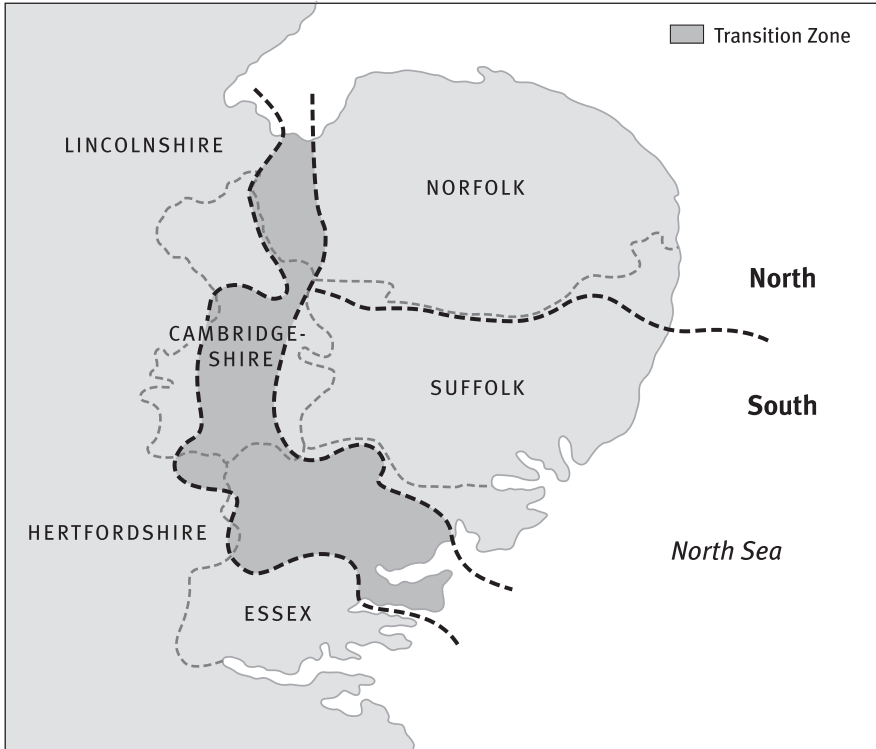 Transition Zone
LINCOLNSHIRE
NORFOLK
North
CAMBRIDGE-
SHIRE
SUFFOLK
South
HERTFORDSHIRE
North Sea
ESSEX